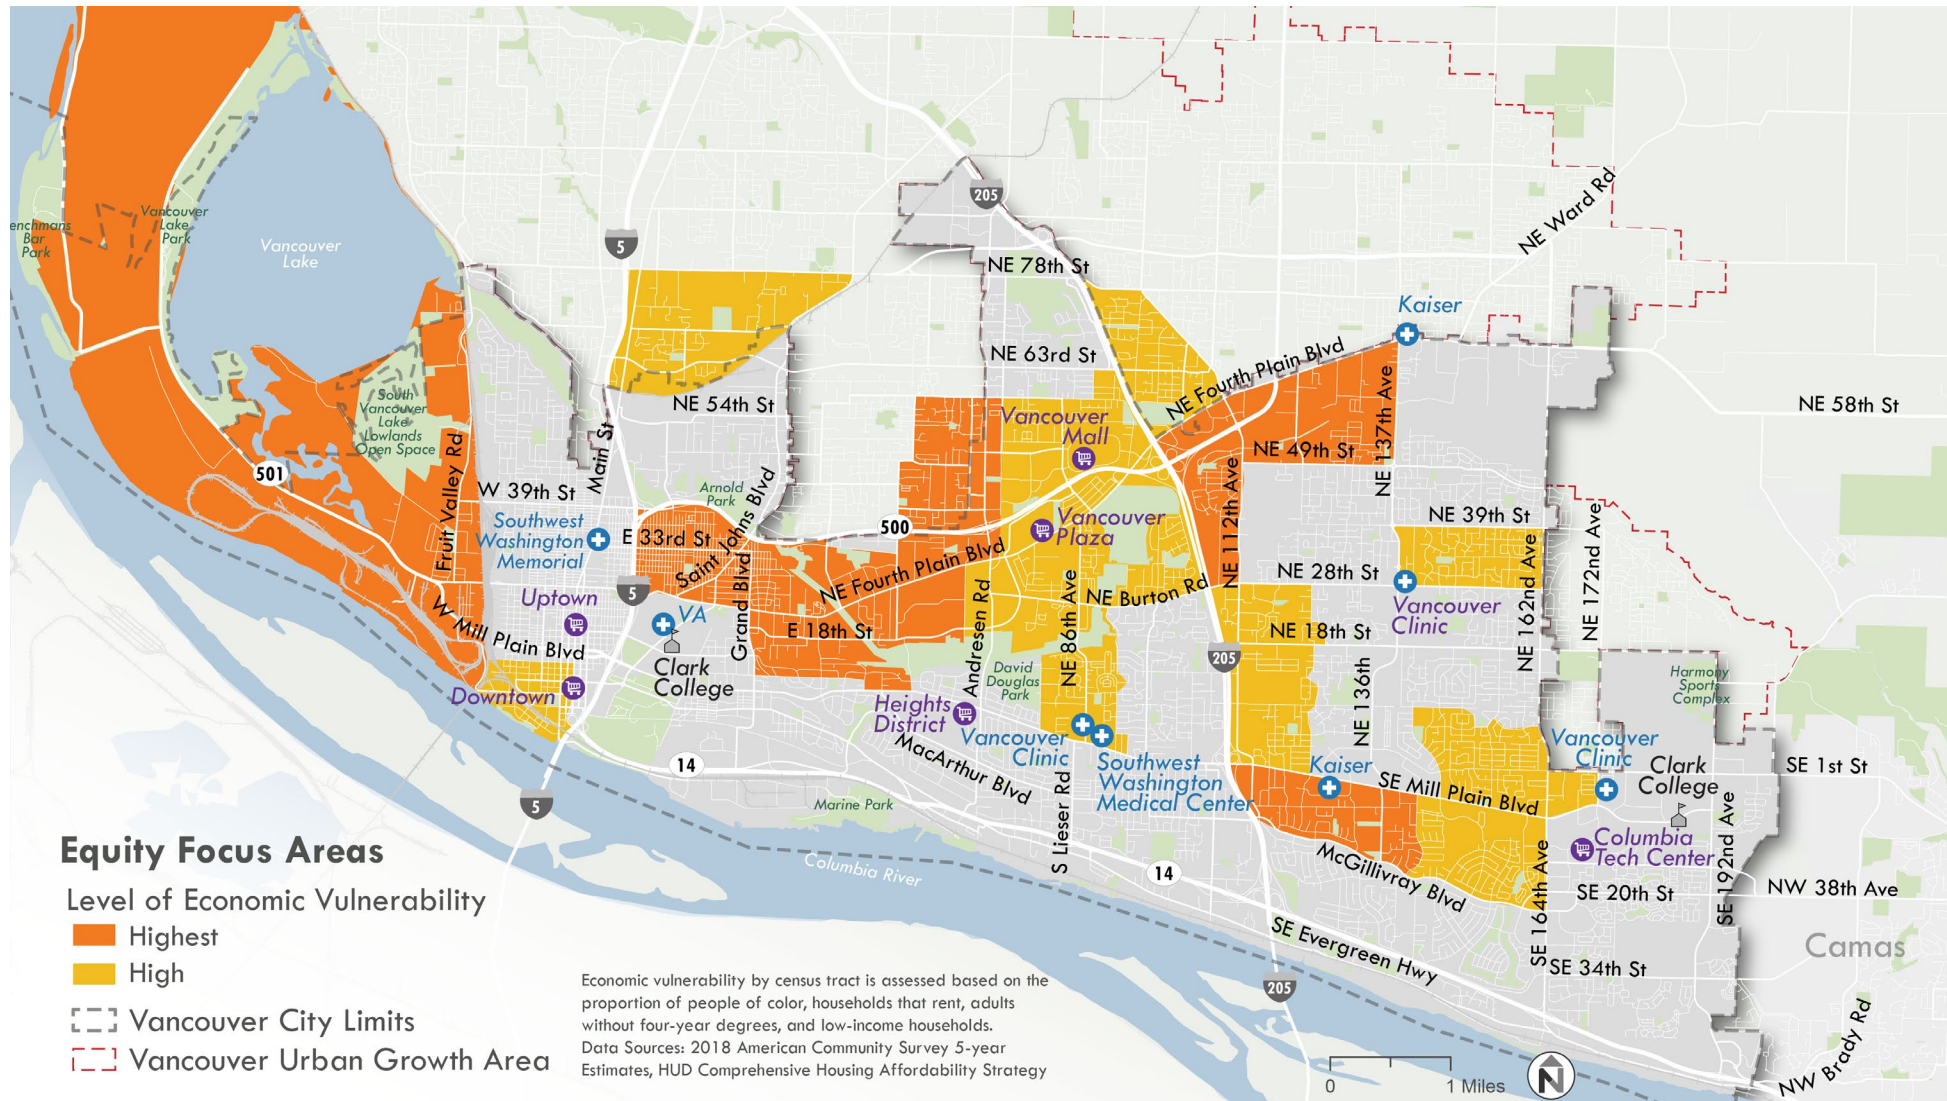 205
NE Ward Rd
Vancouver
Lake
Park
enchmans
Bar
Park
Vancouver
Lake
5
NE 78th St
Kaiser
NE 63rd St
NE Fourth Plain Blvd
NE 137th Ave
NE 58th St
South
Vancouver
Lake
Lowlands
Open Space
NE 54th St
Vancouver
Mall
Main St
NE 49th St
Fruit Valley Rd
501
W 39th St
Arnold
Park
Saint Johns Blvd
500
Southwest
Washington
Memorial
E 33rd St
Vancouver
Plaza
NE 112th Ave
NE 39th St
NE 172nd Ave
NE Fourth Plain Blvd
5
Grand Blvd
NE 28th St
NE 162nd Ave
Uptown
VA
Andresen Rd
NE 86th Ave
NE Burton Rd
Vancouver
Clinic
W Mill Plain Blvd
E 18th St
NE 18th St
205
Clark
College
David
Douglas
Park
NE 136th
Harmony
Sports
Complex
Downtown
Heights
District
Vancouver
Clinic
MacArthur Blvd
Southwest
Washington
Medical Center
Kaiser
SE Mill Plain Blvd
Vancouver
Clinic
Clark
College
SE 1st St
14
5
Marine Park
S Lieser Rd
Columbia
Tech Center
SE 192nd Ave
Columbia River
14
McGillivray Blvd
SE 164th Ave
SE 20th St
NW 38th Ave
SE Evergreen Hwy
Camas
SE 34th St
205
NW Brady Rd
Equity Focus Areas
Level of Economic Vulnerability
Highest
High
Vancouver City Limits
Vancouver Urban Growth Area
Economic vulnerability by census tract is assessed based on the
proportion of people of color, households that rent, adults
without four-year degrees, and low-income households.
Data Sources: 2018 American Community Survey 5-year
Estimates, HUD Comprehensive Housing Affordability Strategy
0
1 Miles
N